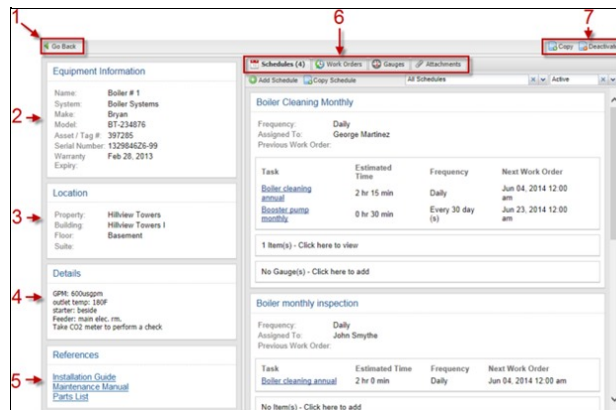 1
6
7
Go Back
Copy
Deactivate
Schedules (4)
Work Orders
Gauges
Attachments
Add Schedule
Copy Schedule
All Schedules
Active
2
Equipment Information
Name: Boiler # 1
System: Boiler Systems
Make: Bryan
Model: BT-234876
Asset / Tag #: 397285
Serial Number: 1329846Z6-99
Warranty Feb 28, 2013
Expiry:
3
Location
Property: Hillview Towers
Building: Hillview Towers I
Floor: Basement
Suite:
4
Details
GPM: 600usgpm
outlet temp: 180F
starter: beside
Feeder: main elec. rm.
Take CO2 meter to perform a check
5
References
Installation Guide
Maintenance Manual
Parts List
Boiler Cleaning Monthly
Frequency: Daily
Assigned To: George Martinez
Previous Work Order:
Task Estimated Time Frequency Next Work Order
Boiler cleaning annual 2 hr 15 min Daily Jun 04, 2014 12:00 am
Booster pump monthly 0 hr 30 min Every 30 day (s) Jun 23, 2014 12:00 am
1 Item(s) - Click here to view
No Gauge(s) - Click here to add
Boiler monthly inspection
Frequency: Daily
Assigned To: John Smythe
Previous Work Order:
Task Estimated Time Frequency Next Work Order
Boiler cleaning annual 2 hr 0 min Daily Jun 04, 2014 12:00 am
No Item(s) - Click here to add